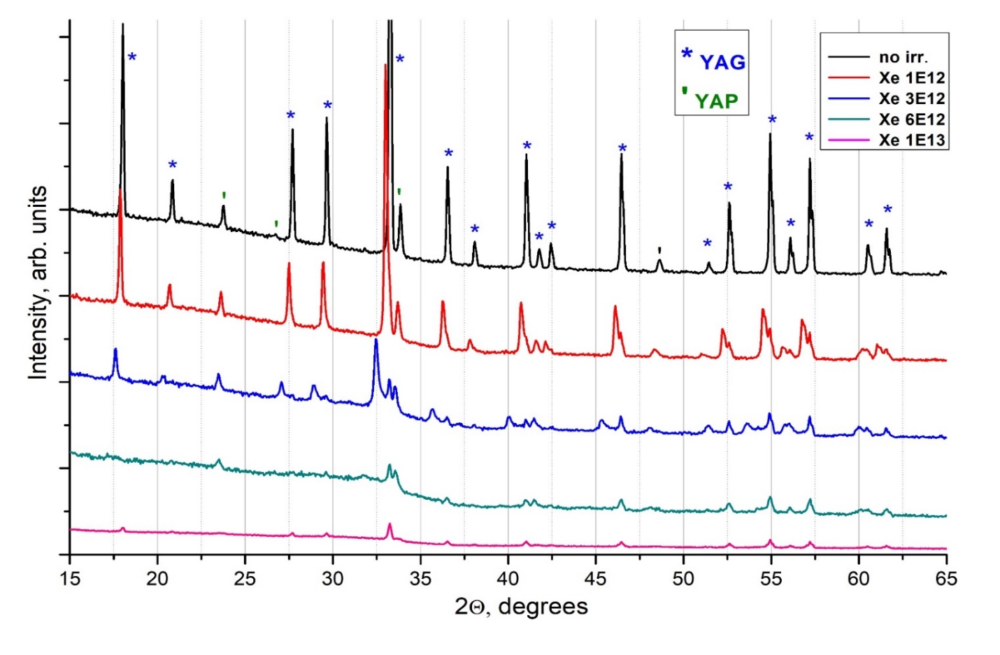 * YAG
' YAP
no irr.
Xe 1E12
Xe 3E12
Xe 6E12
Xe 1E13
Intensity, arb. units
15 20 25 30 35 40 45 50 55 60 65
2Θ, degrees